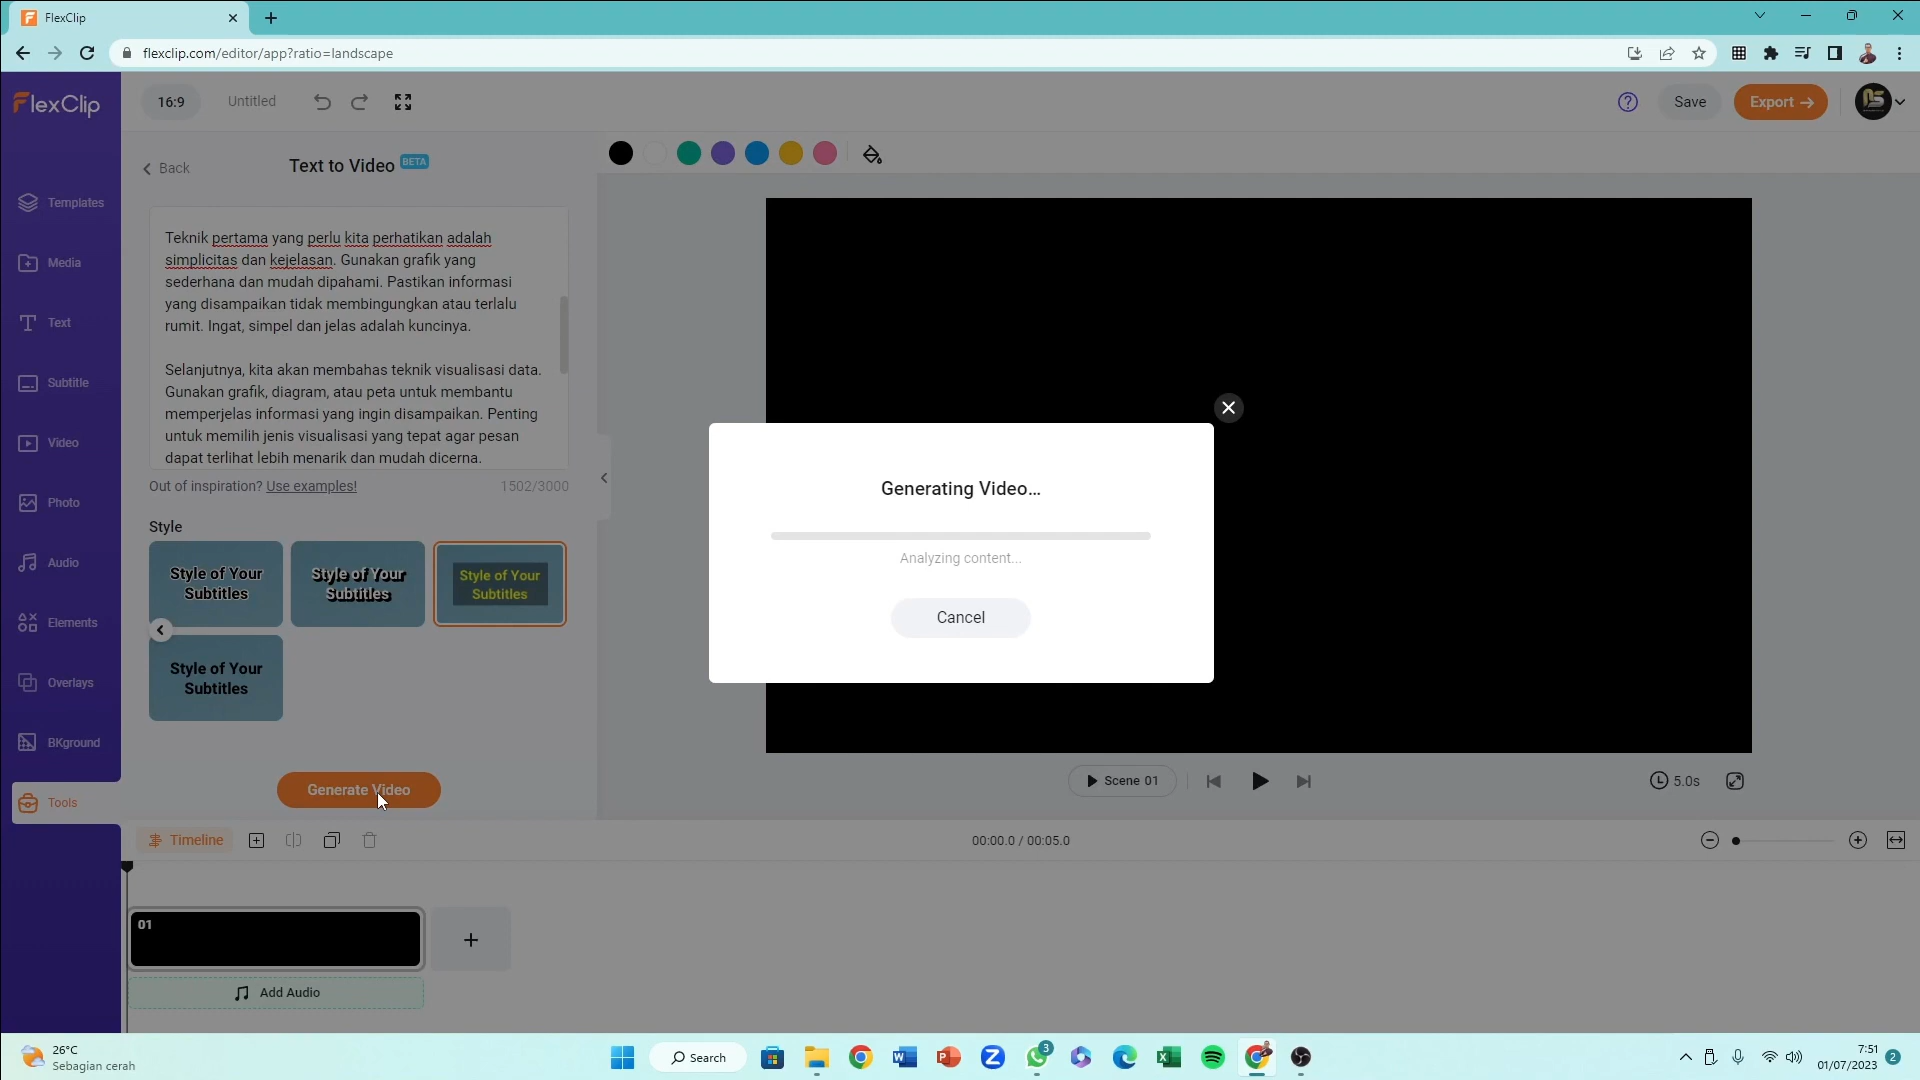 FlexClip
flexclip.com/editor/app?ratio=landscape
FlexClip
16:9
Untitled
Save
Export
Back
Text to Video
BETA
Templates
Media
Text
Subtitle
Video
Photo
Audio
Elements
Overlays
BKground
Tools
Teknik pertama yang perlu kita perhatikan adalah
simplicitas dan kejelasan. Gunakan grafik yang
sederhana dan mudah dipahami. Pastikan informasi
yang disampaikan tidak membingungkan atau terlalu
rumit. Ingat, simpel dan jelas adalah kuncinya.
Selanjutnya, kita akan membahas teknik visualisasi data.
Gunakan grafik, diagram, atau peta untuk membantu
memperjelas informasi yang ingin disampaikan. Penting
untuk memilih jenis visualisasi yang tepat agar pesan
dapat terlihat lebih menarik dan mudah dicerna.
Out of inspiration? Use examples!
1502/3000
Style
Style of Your
Subtitles
Style of Your
Subtitles
Style of Your
Subtitles
Style of Your
Subtitles
Generate Video
Generating Video...
Analyzing content...
Cancel
Scene 01
5.0s
Timeline
00:00.0 / 00:05.0
01
Add Audio
26°C
Sebagian cerah
Search
3
7:51
01/07/2023
2